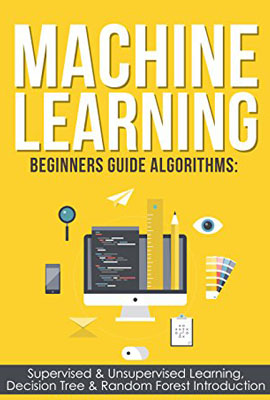 MACHINE
LEARNING
BEGINNERS GUIDE ALGORITHMS:
Supervised & Unsupervised Learning,
Decision Tree & Random Forest Introduction